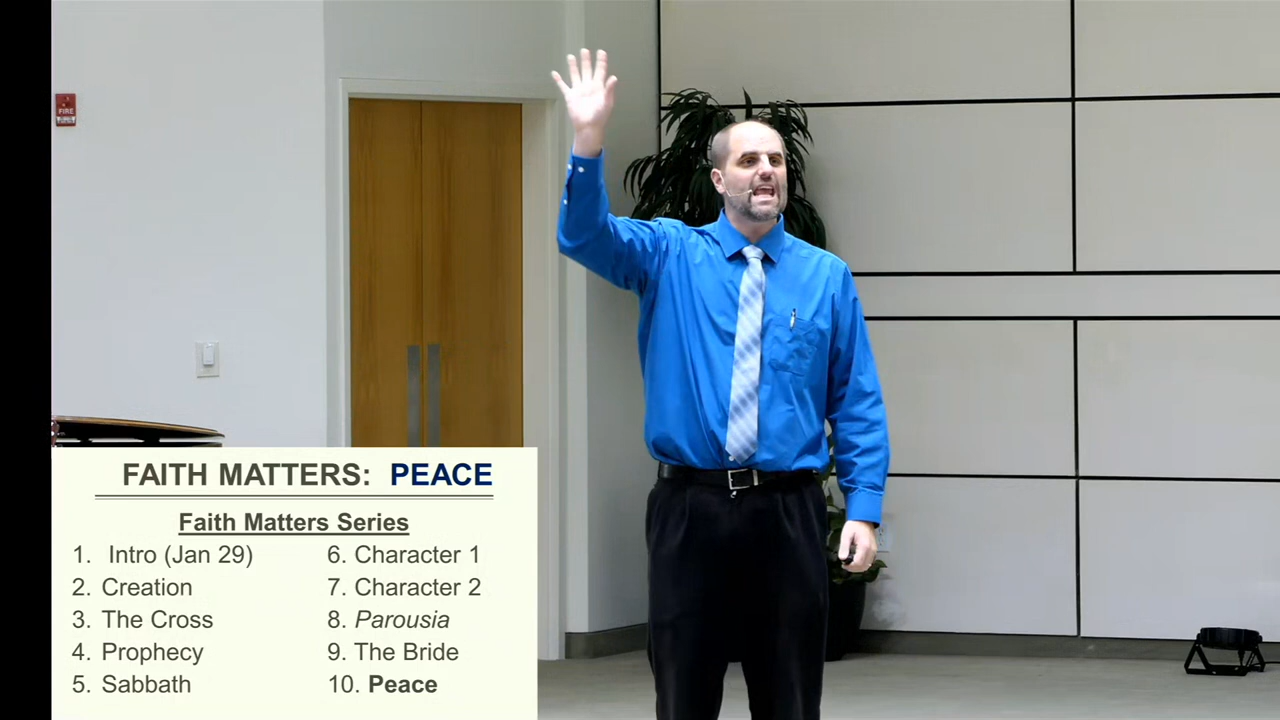 FIRE
FAITH MATTERS: PEACE
Faith Matters Series
1. Intro (Jan 29)
2. Creation
3. The Cross
4. Prophecy
5. Sabbath
6. Character 1
7. Character 2
8. Parousia
9. The Bride
10. Peace